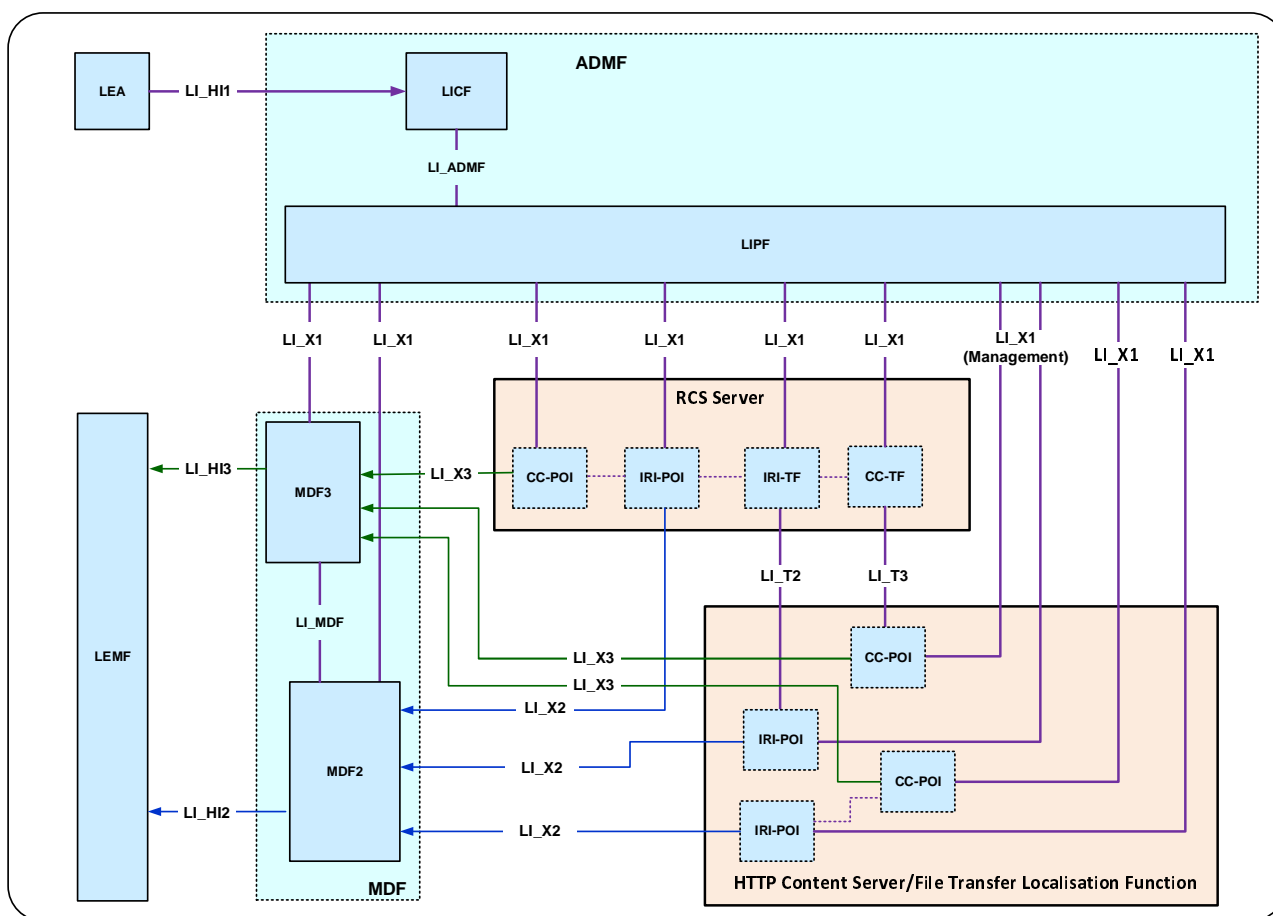 ADMF
LEA
LI_HI1
LICF
LI_ADMF
LIPF
LI_X1
LI_X1
LI_X1
LI_X1
LI_X1
LI_X1
LI_X1
(Management)
LI_X1
LI_X1
RCS Server
MDF3
LI_HI3
LI_X3
CC-POI
IRI-POI
IRI-TF
CC-TF
LI_T2
LI_T3
LI_MDF
LEMF
LI_X3
CC-POI
LI_X3
LI_X2
IRI-POI
MDF2
LI_X2
CC-POI
LI_HI2
LI_X2
IRI-POI
MDF
HTTP Content Server/File Transfer Localisation Function